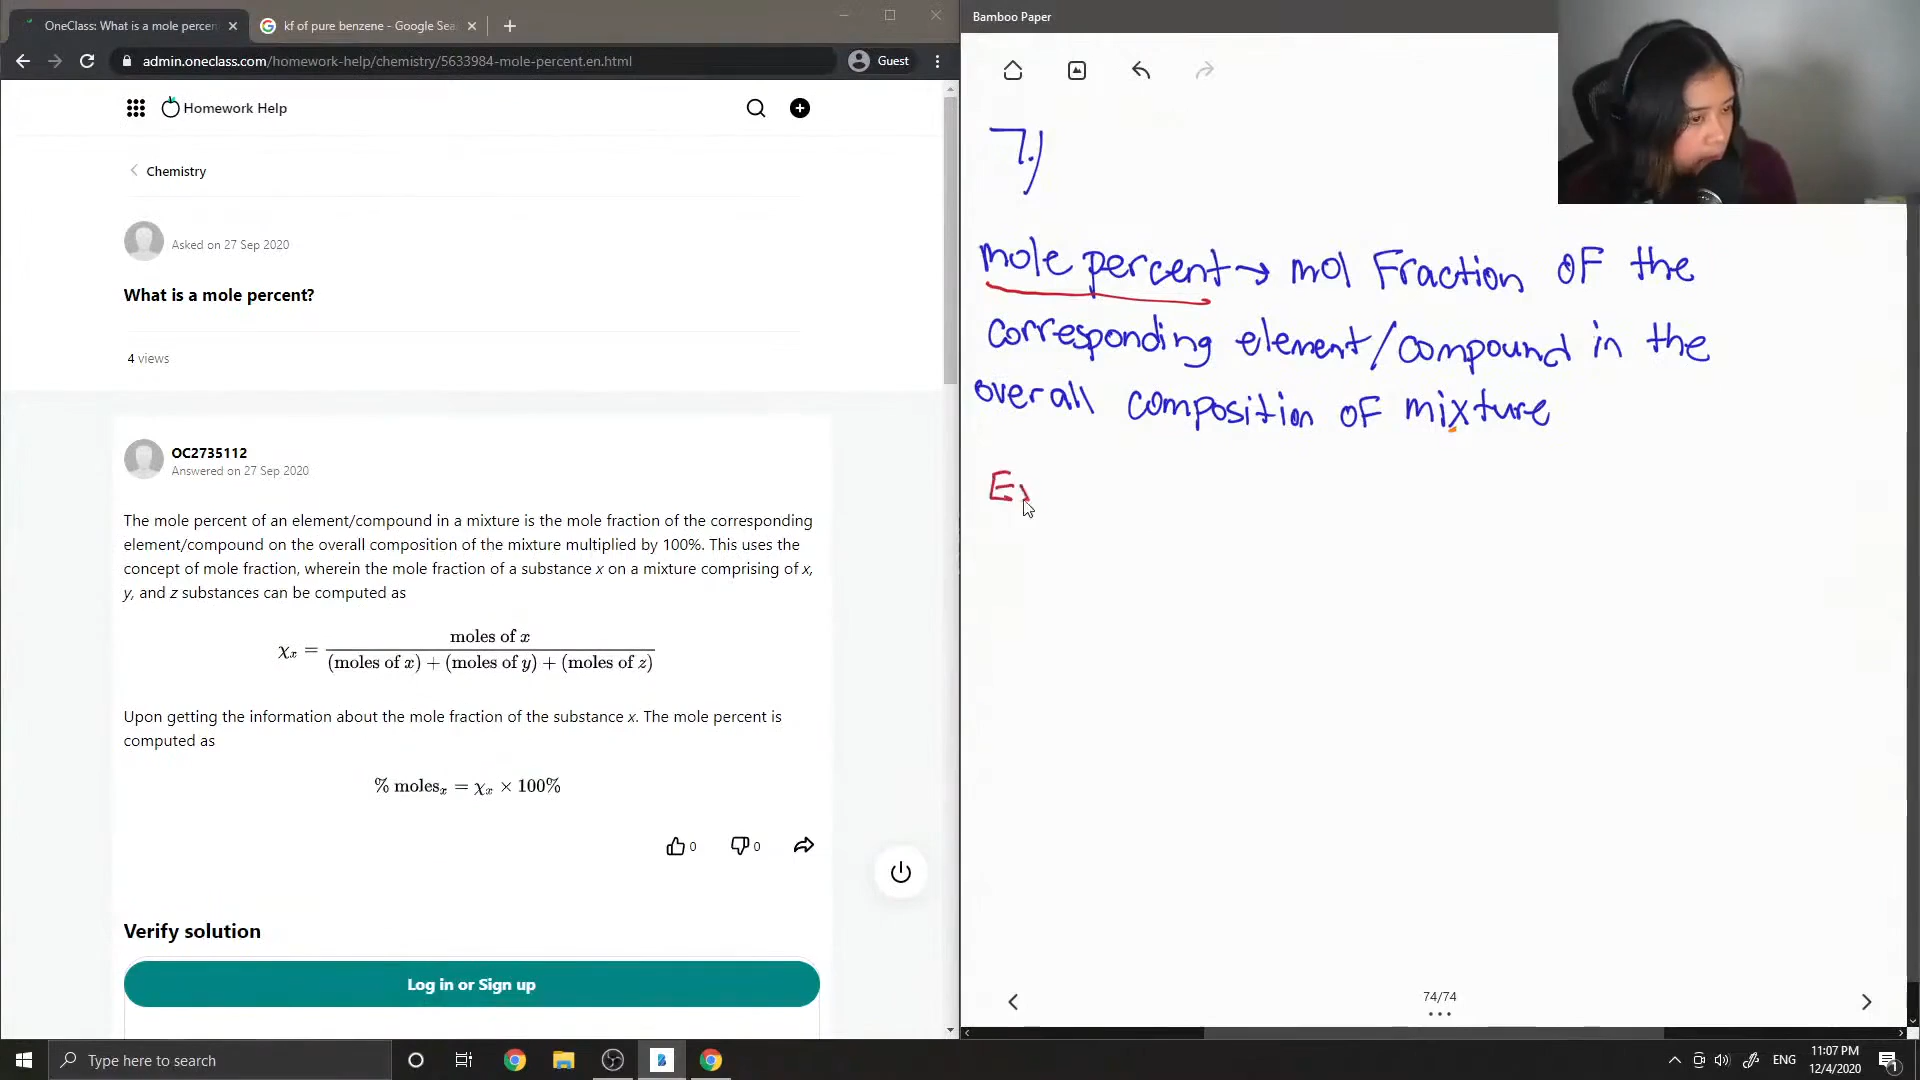 OneClass: What is a mole percen
kf of pure benzene - Google Sea
admin.oneclass.com/homework-help/chemistry/5633984-mole-percent.en.html
Guest
Homework Help
Chemistry
Asked on 27 Sep 2020
What is a mole percent?
4 views
OC2735112
Answered on 27 Sep 2020
The mole percent of an element/compound in a mixture is the mole fraction of the corresponding
element/compound on the overall composition of the mixture multiplied by 100%. This uses the
concept of mole fraction, wherein the mole fraction of a substance x on a mixture comprising of x,
y, and z substances can be computed as
χₓ = moles of x / (moles of x) + (moles of y) + (moles of z)
Upon getting the information about the mole fraction of the substance x. The mole percent is
computed as
% molesₓ = χₓ × 100%
0
0
Verify solution
Log in or Sign up
Bamboo Paper
7.)
mole percent → mol Fraction OF the
corresponding element/compound in the
overall composition OF mixture
Ex
74/74
Type here to search
B
ENG
11:07 PM
12/4/2020
1